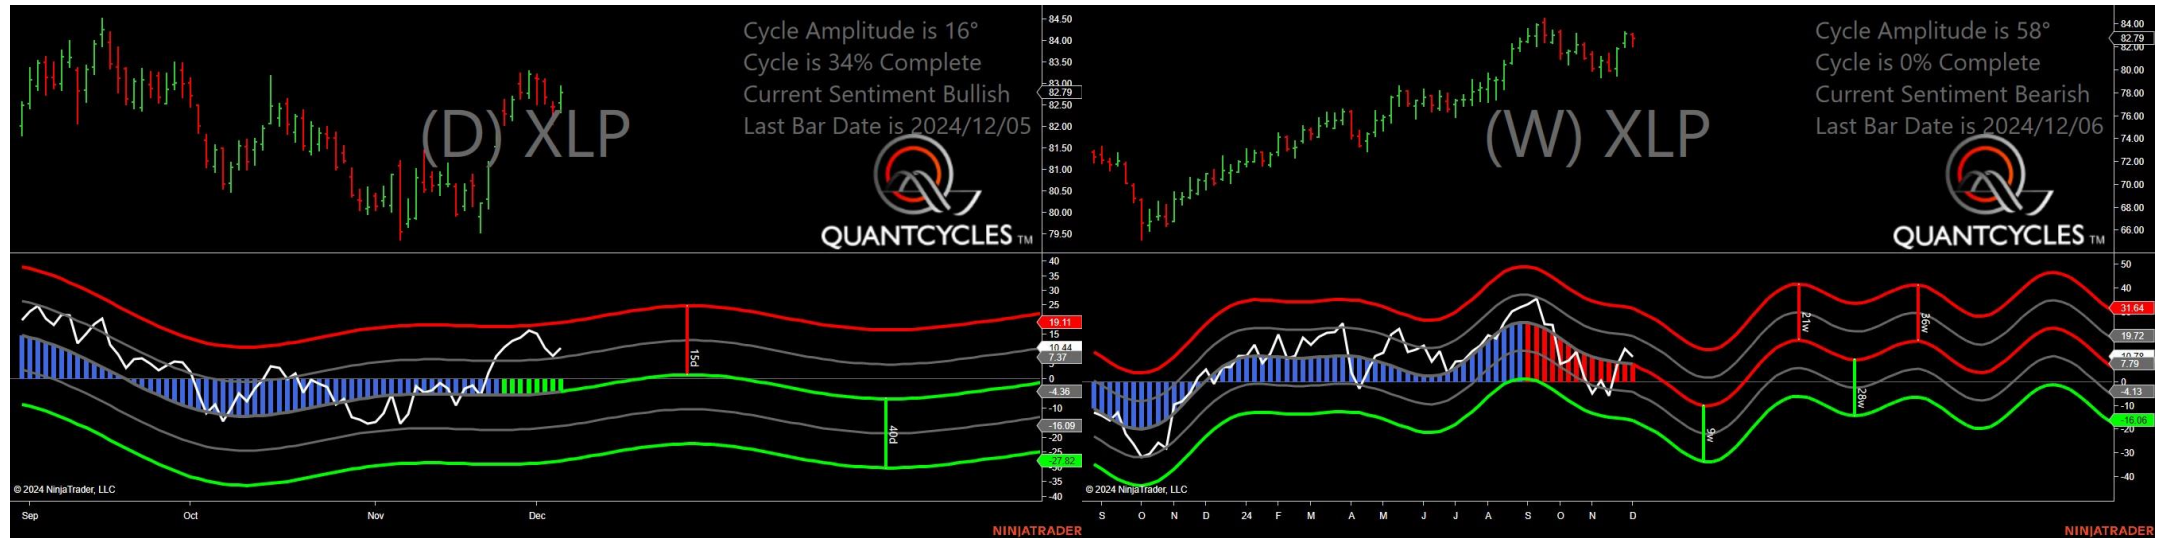 Cycle Amplitude is 16°
Cycle is 34% Complete
Current Sentiment Bullish
Last Bar Date is 2024/12/05
(D) XLP
QUANTCYCLES TM
84.50
84.00
83.50
83.00
82.79
82.50
82.00
81.50
81.00
80.50
80.00
79.50
40
35
30
25
19.11
15
10.44
7.37
0
-4.36
-10
-16.09
-20
-27.82
-35
-40
15d
40d
© 2024 NinjaTrader, LLC
Sep Oct Nov Dec
NINJATRADER
Cycle Amplitude is 58°
Cycle is 0% Complete
Current Sentiment Bearish
Last Bar Date is 2024/12/06
(W) XLP
QUANTCYCLES TM
84.00
82.79
82.00
80.00
78.00
76.00
74.00
72.00
70.00
68.00
66.00
50
40
31.64
19.72
7.79
0
-4.13
-10
-16.06
-20
-30
-40
21w
36w
28w
9w
© 2024 NinjaTrader, LLC
S O N D 24 F M A M J J A S O N D
NINJATRADER